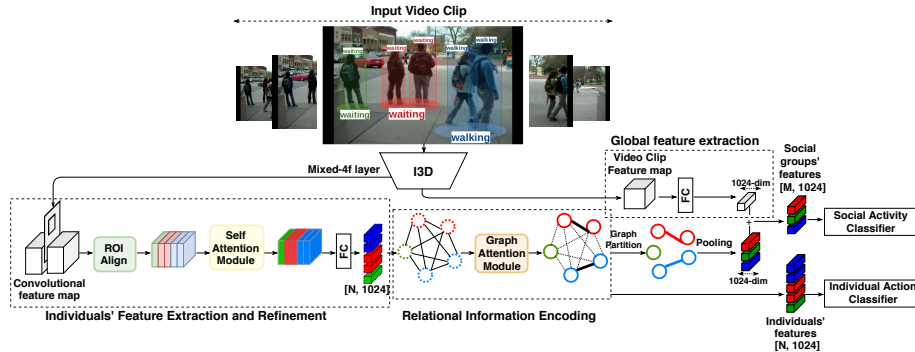 Input Video Clip
waiting
waiting
waiting
walking
walking
waiting
waiting
walking
Global feature extraction
Video Clip
Feature map
FC
1024-dim
Social
groups'
features
[M, 1024]
Mixed-4f layer
I3D
Social Activity
Classifier
ROI
Align
Self
Attention
Module
FC
[N, 1024]
Convolutional
feature map
Graph
Attention
Module
Graph
Partition
Pooling
+
1024-dim
Individual Action
Classifier
Individuals' Feature Extraction and Refinement
Relational Information Encoding
Individuals'
features
[N, 1024]